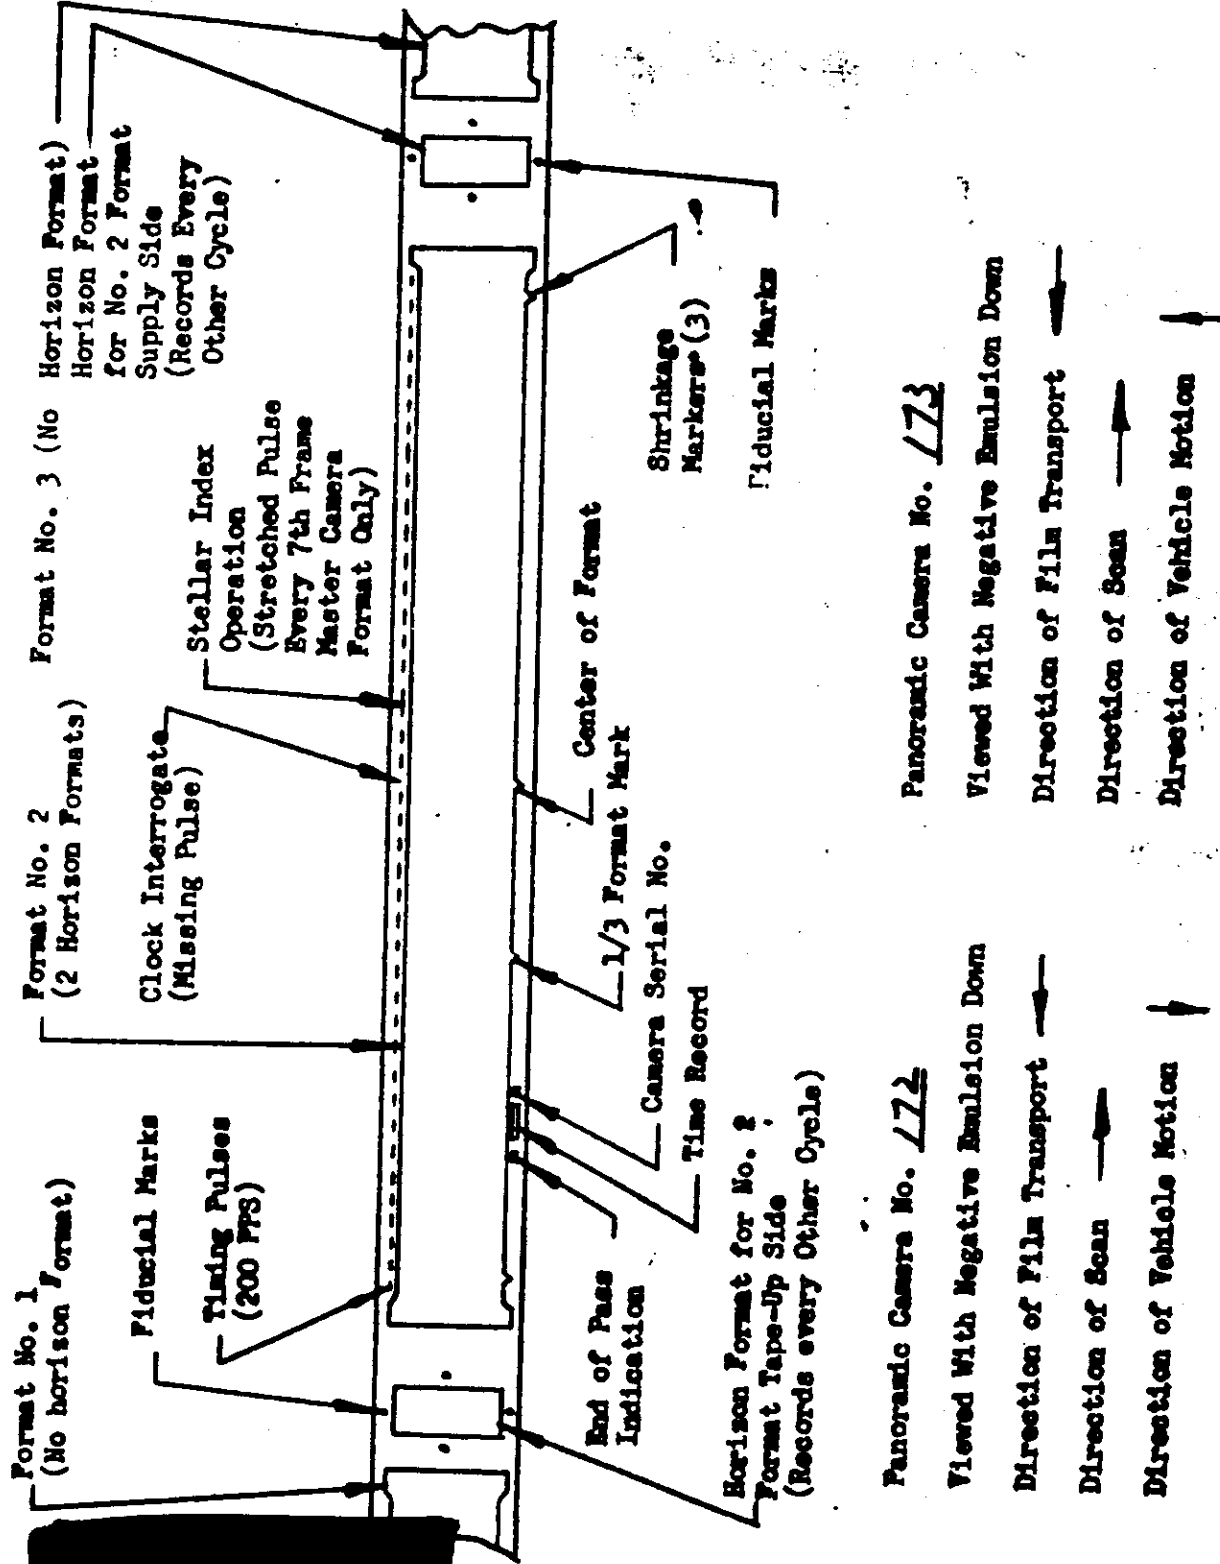 Format No. 1
(No horizon Format)
Format No. 2
(2 Horizon Formats)
Format No. 3 (No Horizon Format)
Horizon Format
for No. 2 Format
Supply Side
(Records Every
Other Cycle)
Fiducial Marks
Timing Pulses
(200 PPS)
Clock Interrogate
(Missing Pulse)
Stellar Index
Operation
(Stretched Pulse
Every 7th Frame
Master Camera
Format Only)
End of Pass
Indication
Horizon Format for No. 2
Format Tape-Up Side
(Records every Other Cycle)
Time Record
Camera Serial No.
1/3 Format Mark
Center of Format
Shrinkage
Markers (3)
Fiducial Marks
Panoramic Camera No. 172
Viewed With Negative Emulsion Down
Direction of Film Transport
Direction of Scan
Direction of Vehicle Motion
Panoramic Camera No. 173
Viewed With Negative Emulsion Down
Direction of Film Transport
Direction of Scan
Direction of Vehicle Motion